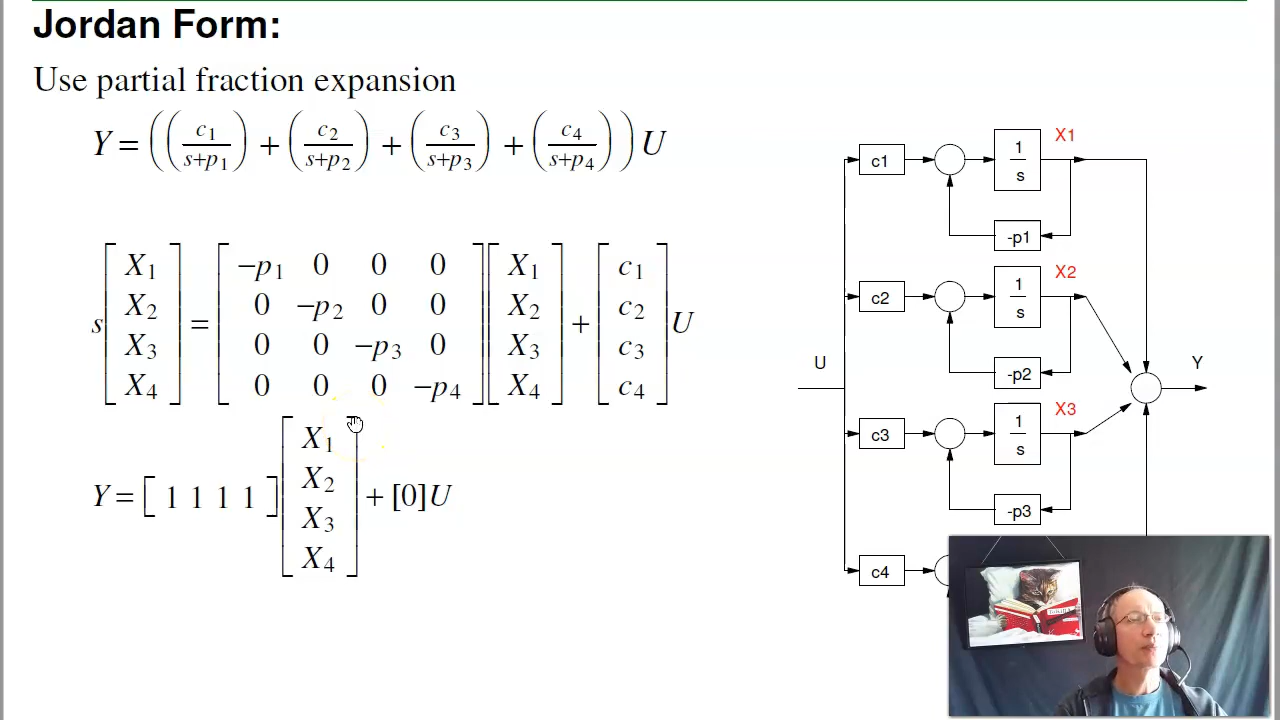 Jordan Form:
Use partial fraction expansion
Y = ( ( c1 / s+p1 ) + ( c2 / s+p2 ) + ( c3 / s+p3 ) + ( c4 / s+p4 ) ) U
s [ X1 X2 X3 X4 ] = [ −p1 0 0 0 ; 0 −p2 0 0 ; 0 0 −p3 0 ; 0 0 0 −p4 ] [ X1 X2 X3 X4 ] + [ c1 c2 c3 c4 ] U
Y = [ 1 1 1 1 ] [ X1 X2 X3 X4 ] + [0] U
X1
c1
1
s
-p1
X2
c2
1
s
-p2
U
Y
X3
c3
1
s
-p3
c4